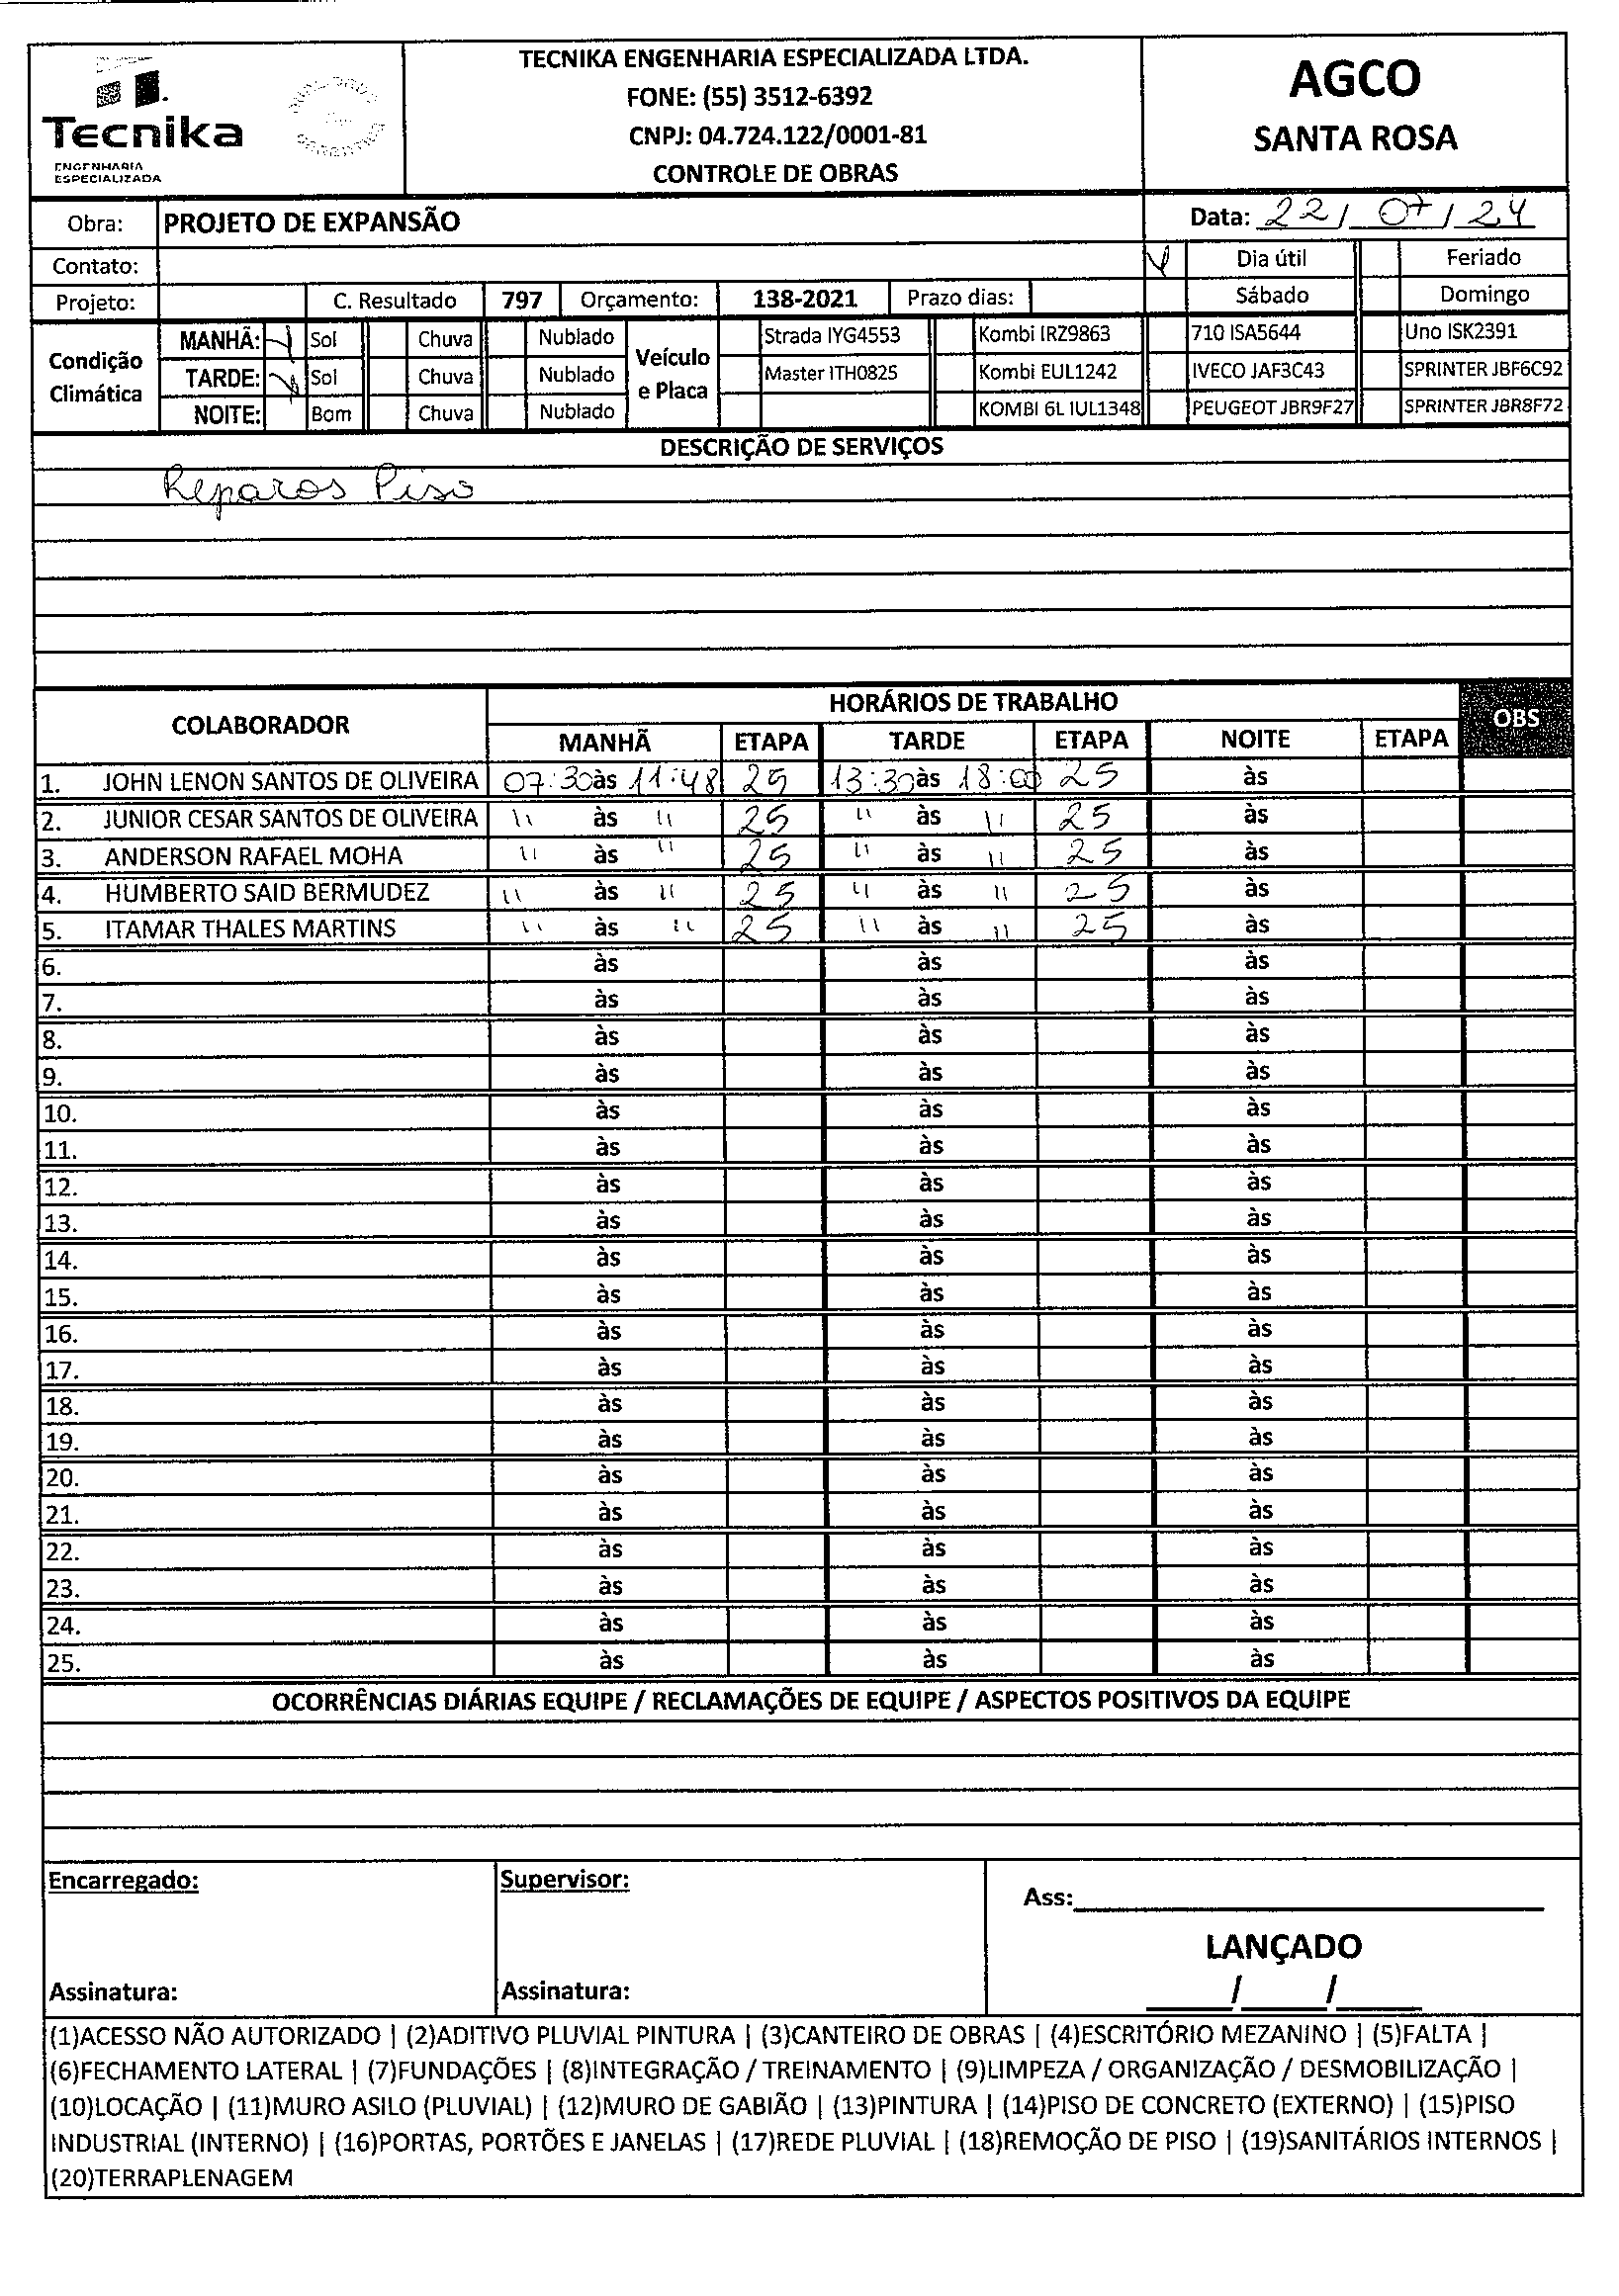 TECNIKA ENGENHARIA ESPECIALIZADA LTDA.
FONE: (55) 3512-6392
CNPJ: 04.724.122/0001-81
CONTROLE DE OBRAS
Tecnika
ENGENHARIA
ESPECIALIZADA
AGCO
SANTA ROSA
Obra: PROJETO DE EXPANSÃO Data: 22/07/24
Contato: Dia útil Feriado
Projeto: C. Resultado 797 Orçamento: 138-2021 Prazo dias: Sábado Domingo
Condição Climática
MANHÃ: Sol Chuva Nublado
TARDE: Sol Chuva Nublado
NOITE: Bom Chuva Nublado
Veículo e Placa
Strada IYG4553 Kombi IRZ9863 710 ISA5644 Uno ISK2391
Master ITH0825 Kombi EUL1242 IVECO JAF3C43 SPRINTER JBF6C92
KOMBI 6L IUL1348 PEUGEOT JBR9F27 SPRINTER JBR8F72
DESCRIÇÃO DE SERVIÇOS
Reparos Piso
COLABORADOR HORÁRIOS DE TRABALHO OBS
MANHÃ ETAPA TARDE ETAPA NOITE ETAPA
1. JOHN LENON SANTOS DE OLIVEIRA 07:30 às 11:48 25 13:30 às 18:00 25 às
2. JUNIOR CESAR SANTOS DE OLIVEIRA " às " 25 " às " 25 às
3. ANDERSON RAFAEL MOHA " às " 25 " às " 25 às
4. HUMBERTO SAID BERMUDEZ " às " 25 " às " 25 às
5. ITAMAR THALES MARTINS " às " 25 " às " 25 às
6. às às às
7. às às às
8. às às às
9. às às às
10. às às às
11. às às às
12. às às às
13. às às às
14. às às às
15. às às às
16. às às às
17. às às às
18. às às às
19. às às às
20. às às às
21. às às às
22. às às às
23. às às às
24. às às às
25. às às às
OCORRÊNCIAS DIÁRIAS EQUIPE / RECLAMAÇÕES DE EQUIPE / ASPECTOS POSITIVOS DA EQUIPE
Encarregado: Supervisor: Ass:
LANÇADO
Assinatura: Assinatura: / /
(1)ACESSO NÃO AUTORIZADO | (2)ADITIVO PLUVIAL PINTURA | (3)CANTEIRO DE OBRAS | (4)ESCRITÓRIO MEZANINO | (5)FALTA |
(6)FECHAMENTO LATERAL | (7)FUNDAÇÕES | (8)INTEGRAÇÃO / TREINAMENTO | (9)LIMPEZA / ORGANIZAÇÃO / DESMOBILIZAÇÃO |
(10)LOCAÇÃO | (11)MURO ASILO (PLUVIAL) | (12)MURO DE GABIÃO | (13)PINTURA | (14)PISO DE CONCRETO (EXTERNO) | (15)PISO
INDUSTRIAL (INTERNO) | (16)PORTAS, PORTÕES E JANELAS | (17)REDE PLUVIAL | (18)REMOÇÃO DE PISO | (19)SANITÁRIOS INTERNOS |
(20)TERRAPLENAGEM